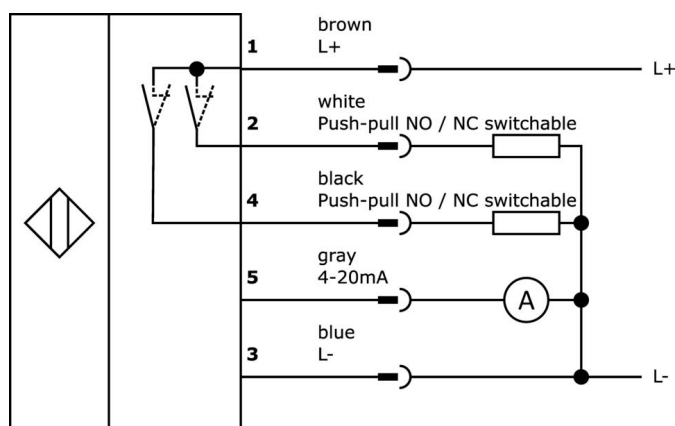 brown
1 L+
L+
white
2 Push-pull NO / NC switchable
black
4 Push-pull NO / NC switchable
gray
5 4-20mA
A
blue
3 L-
L-